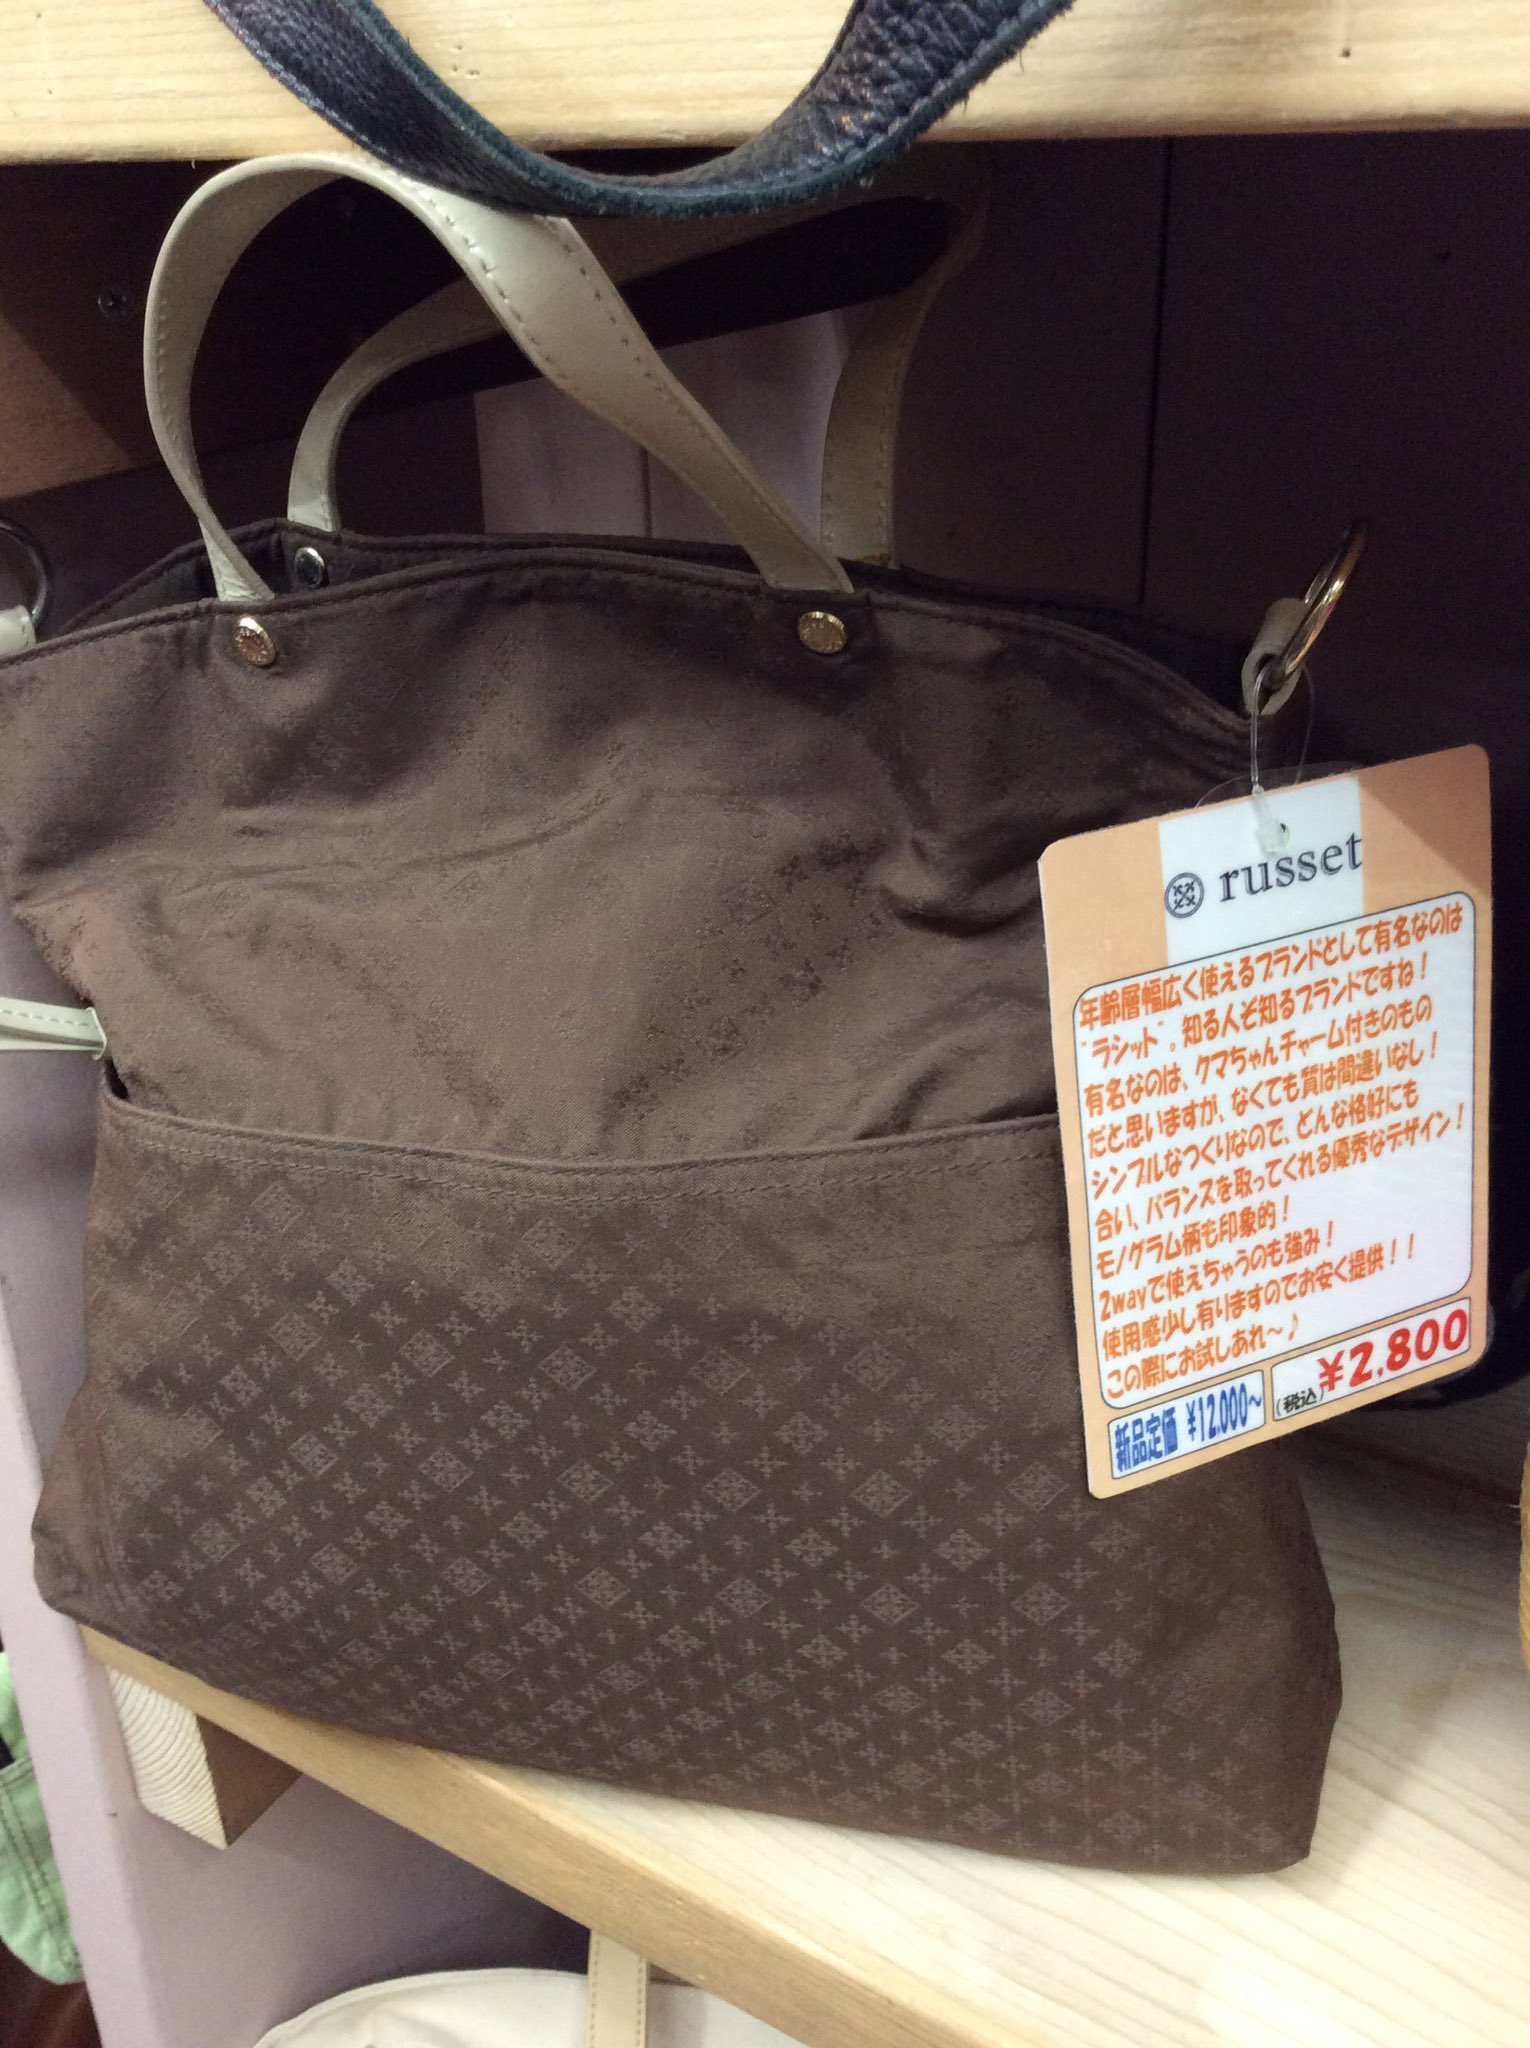 russet
年齢層幅広く使えるブランドとして有名なのは
"ラシット"。知る人ぞ知るブランドですね！
有名なのは、クマちゃんチャーム付きのもの
だと思いますが、なくても質は間違いなし！
シンプルなつくりなので、どんな格好にも
合い、バランスを取ってくれる優秀なデザイン！
モノグラム柄も印象的！
2wayで使えちゃうのも強み！
使用感少し有りますのでお安く提供！！
この際にお試しあれ～♪
新品定価 ¥12,000～
(税込) ¥2,800